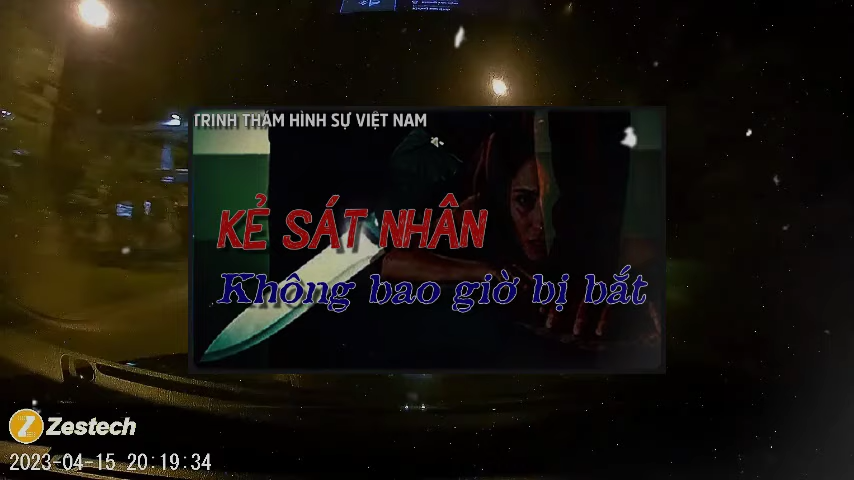 TRINH THÁM HÌNH SỰ VIỆT NAM
KẺ SÁT NHÂN
Không bao giờ bị bắt
Zestech
2023-04-15 20:19:34